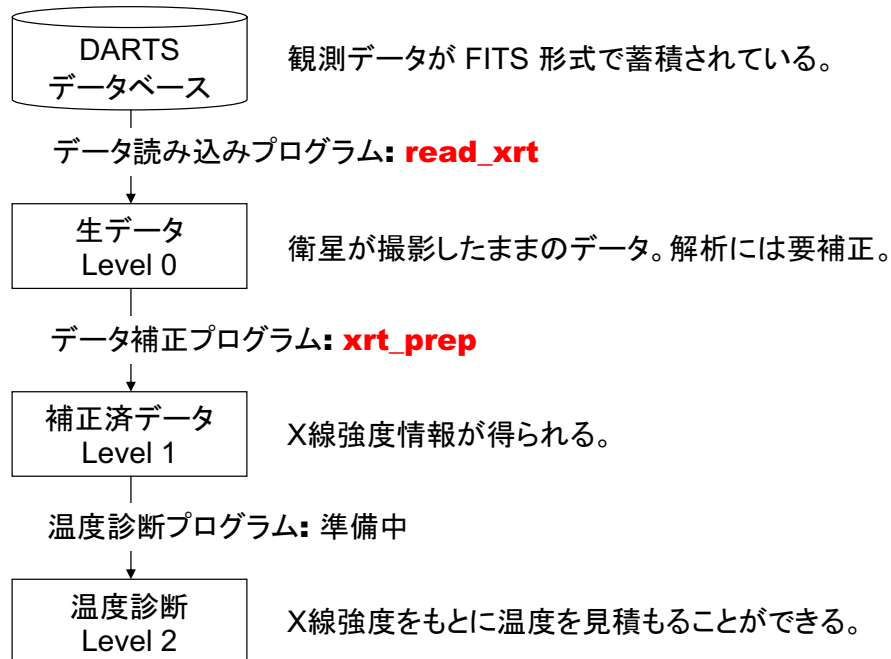 DARTS
データベース
観測データが FITS 形式で蓄積されている。
データ読み込みプログラム: read_xrt
生データ
Level 0
衛星が撮影したままのデータ。解析には要補正。
データ補正プログラム: xrt_prep
補正済データ
Level 1
X線強度情報が得られる。
温度診断プログラム: 準備中
温度診断
Level 2
X線強度をもとに温度を見積もることができる。